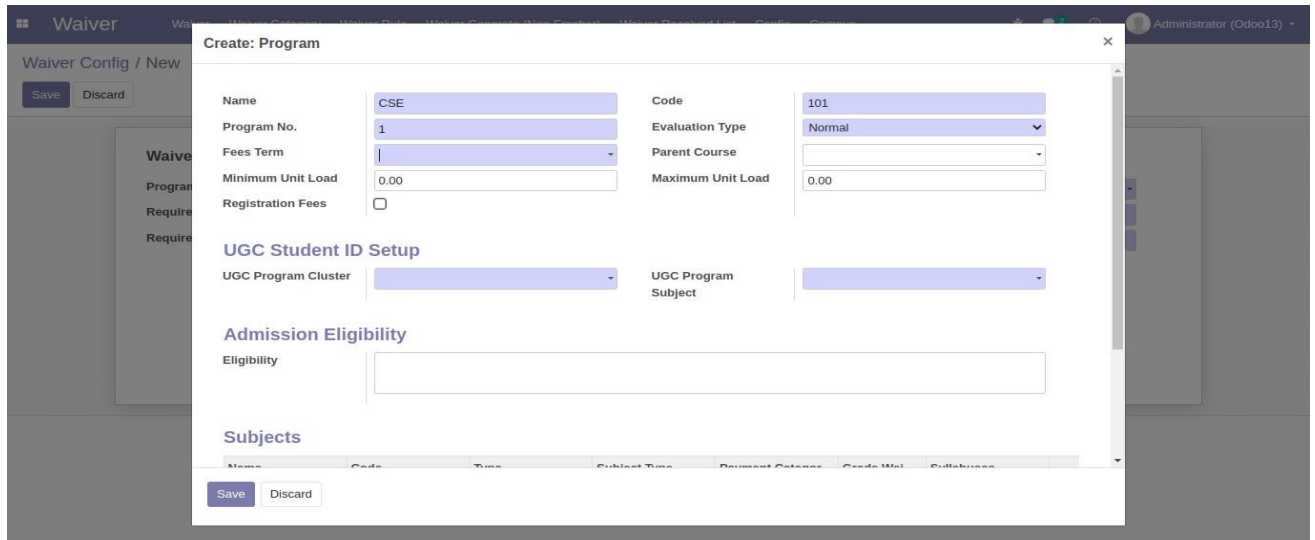 Waiver
Administrator (Odoo13)
Waiver Config / New
Save Discard
Create: Program ×
Name CSE Code 101
Program No. 1 Evaluation Type Normal
Fees Term Parent Course
Minimum Unit Load 0.00 Maximum Unit Load 0.00
Registration Fees
UGC Student ID Setup
UGC Program Cluster UGC Program Subject
Admission Eligibility
Eligibility
Subjects
Save Discard